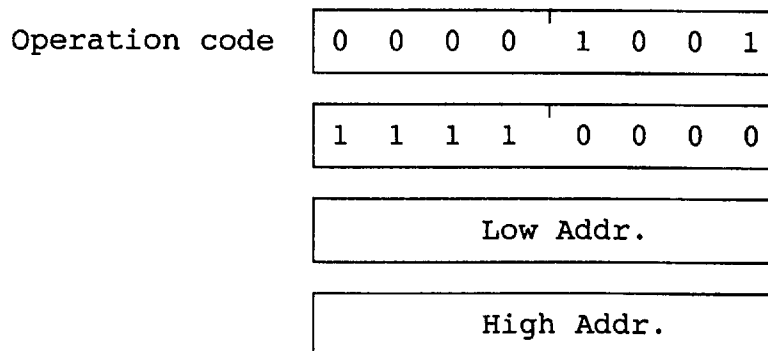 Operation code 0 0 0 0 1 0 0 1
1 1 1 1 0 0 0 0
Low Addr.
High Addr.